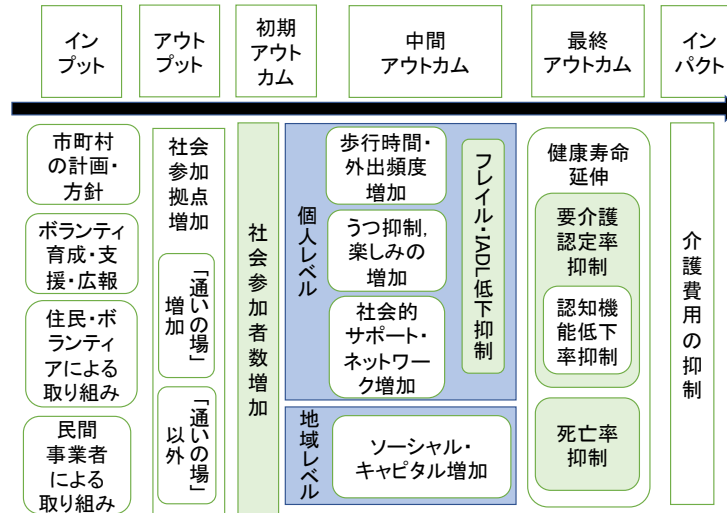 イン
プット
アウト
プット
初期
アウト
カム
中間
アウトカム
最終
アウトカム
イン
パクト
市町村
の計画・
方針
ボランティ
育成・支
援・広報
住民・ボ
ランティ
アによる
取り組み
民間
事業者
による
取り組み
社会
参加
拠点
増加
「通いの場」
増加
「通いの場」
以外
社会参加者数増加
個人レベル
歩行時間・
外出頻度
増加
うつ抑制,
楽しみの
増加
社会的
サポート・
ネットワー
ク増加
フレイル・IADL低下抑制
地域レベル
ソーシャル・
キャピタル増加
健康寿命
延伸
要介護
認定率
抑制
認知機
能低下
率抑制
死亡率
抑制
介護費用の抑制